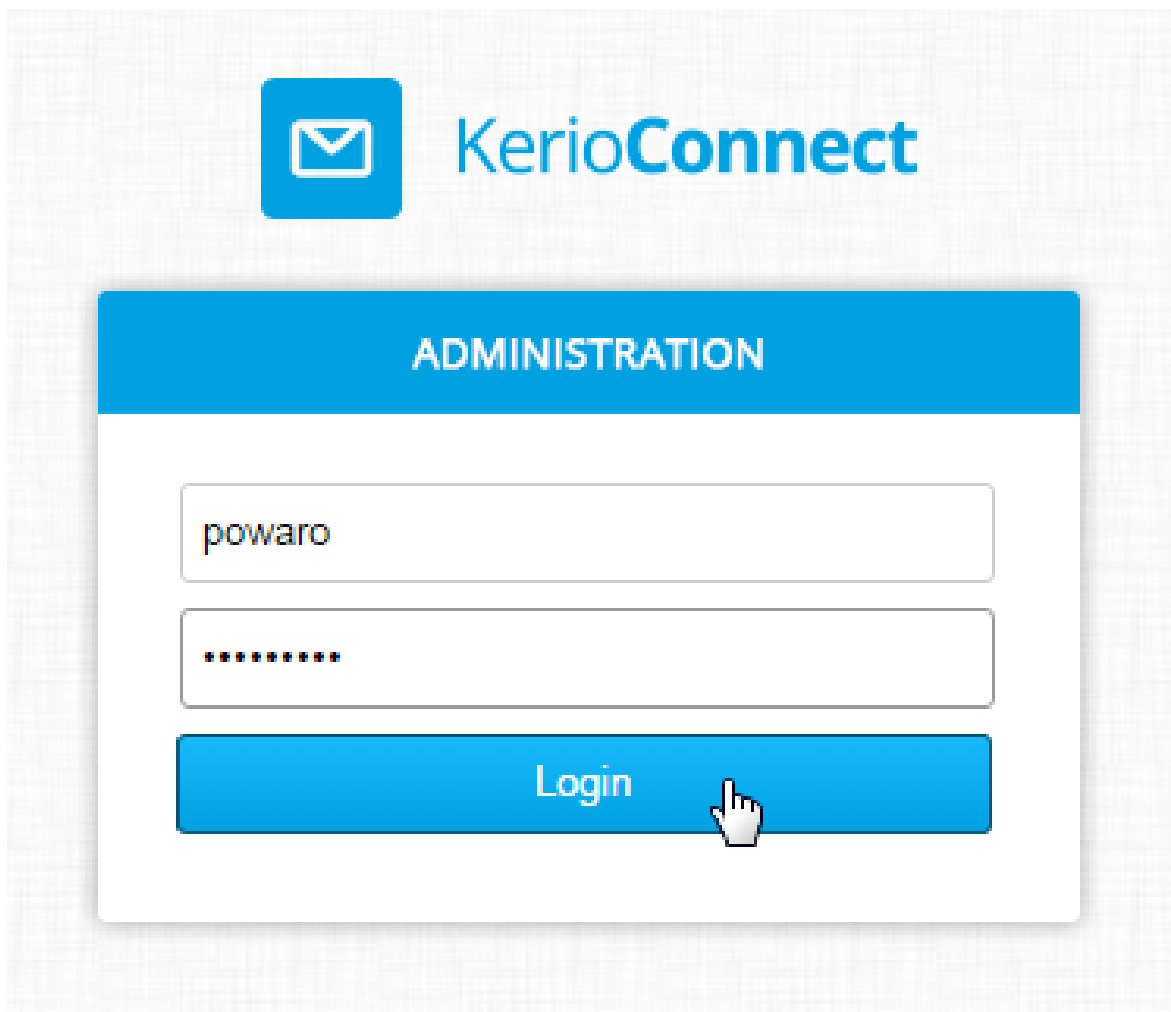 KerioConnect
ADMINISTRATION
powaro
•••••••••
Login